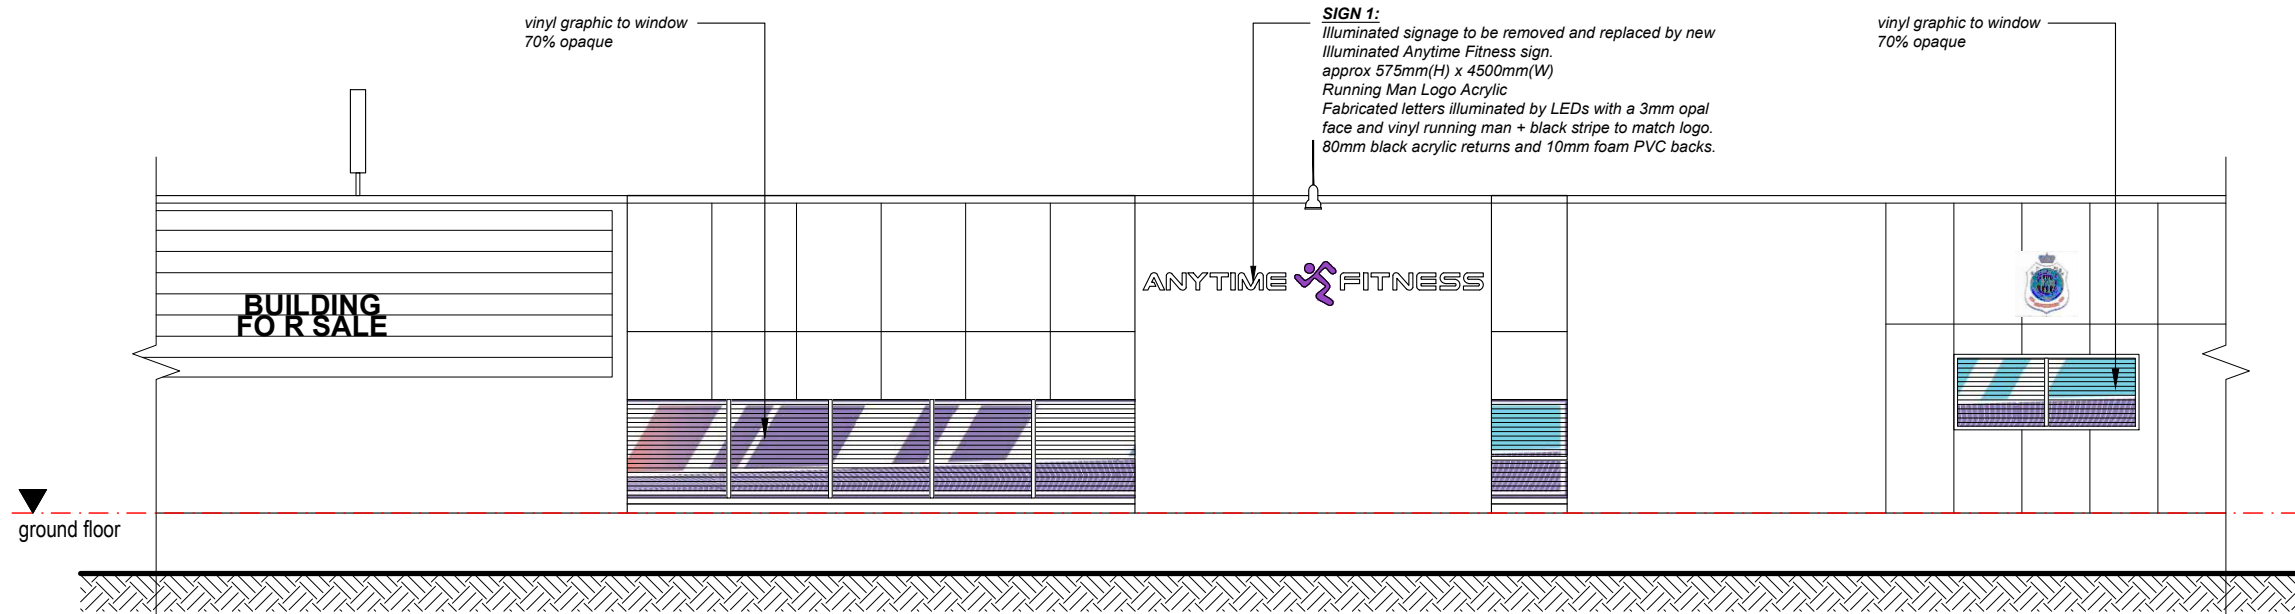 vinyl graphic to window
70% opaque
SIGN 1:
Illuminated signage to be removed and replaced by new
Illuminated Anytime Fitness sign.
approx 575mm(H) x 4500mm(W)
Running Man Logo Acrylic
Fabricated letters illuminated by LEDs with a 3mm opal
face and vinyl running man + black stripe to match logo.
80mm black acrylic returns and 10mm foam PVC backs.
vinyl graphic to window
70% opaque
BUILDING
FO R SALE
ANYTIME FITNESS
ground floor